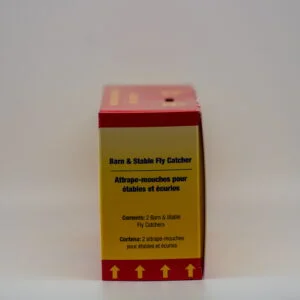 Barn & Stable Fly Catcher
Attrape-mouches pour
étables et écuries
Contents: 2 Barn & Stable
Fly Catchers
Contenu: 2 attrape-mouches
pour étables et écuries